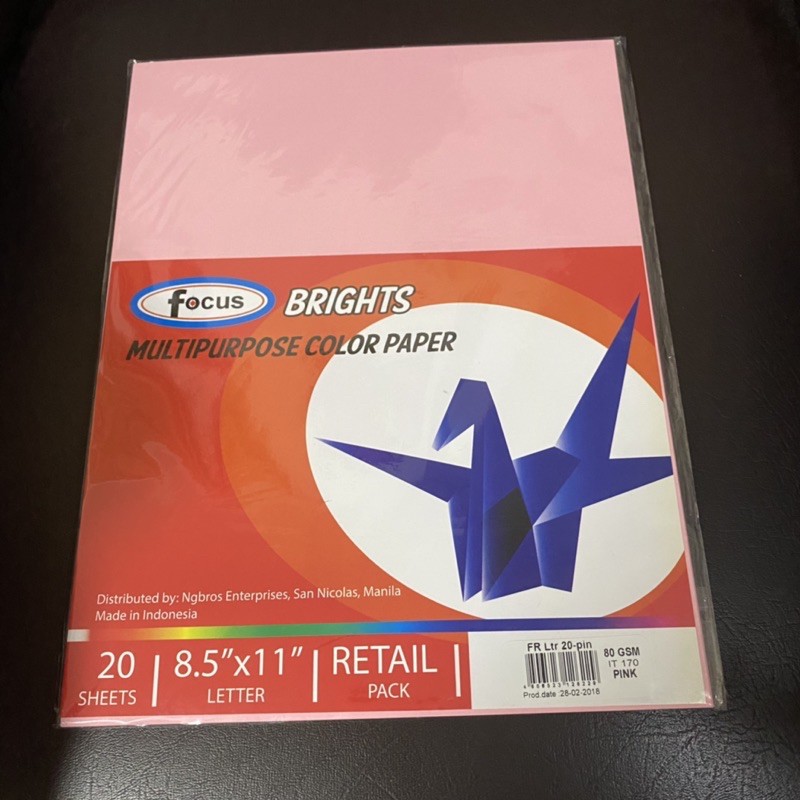 focus BRIGHTS
MULTIPURPOSE COLOR PAPER
Distributed by: Ngbros Enterprises, San Nicolas, Manila
Made in Indonesia
20
SHEETS
8.5"x11"
LETTER
RETAIL
PACK
FR Ltr 20-pin
Prod.date :28-02-2018
80 GSM
IT 170
PINK